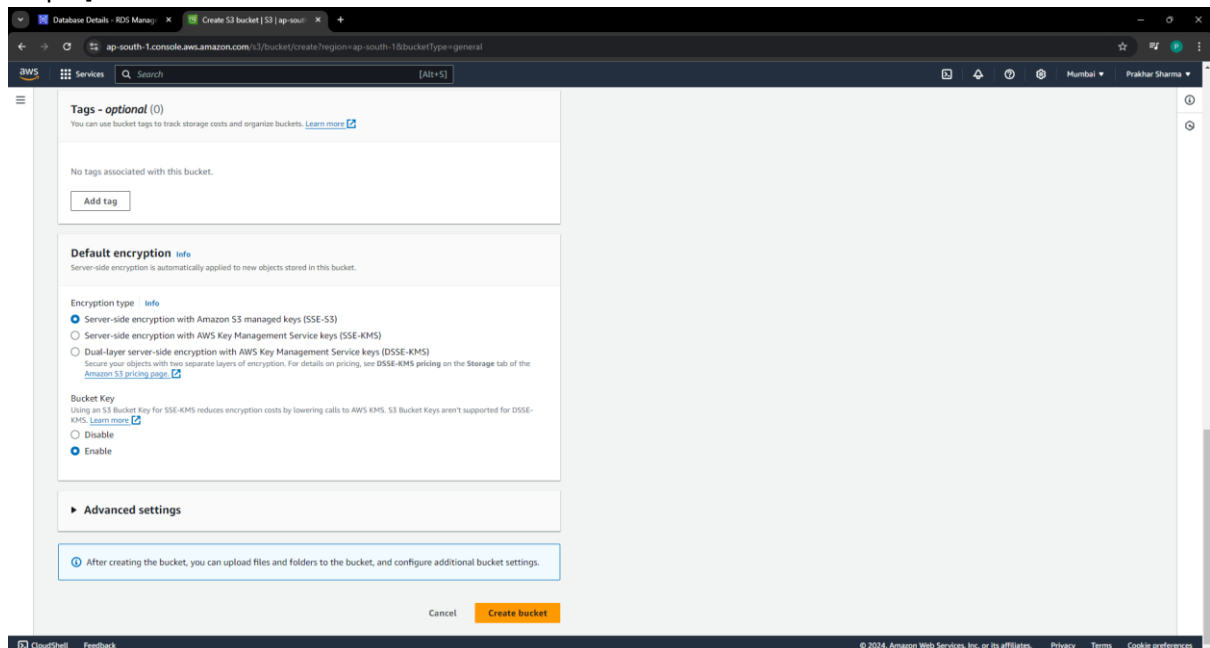 Database Details - RDS Manag
Create S3 bucket | S3 | ap-sout
ap-south-1.console.aws.amazon.com/s3/bucket/create?region=ap-south-1&bucketType=general
aws
Services
Search
[Alt+S]
Mumbai
Prakhar Sharma
Tags - optional (0)
You can use bucket tags to track storage costs and organize buckets. Learn more
No tags associated with this bucket.
Add tag
Default encryption Info
Server-side encryption is automatically applied to new objects stored in this bucket.
Encryption type Info
Server-side encryption with Amazon S3 managed keys (SSE-S3)
Server-side encryption with AWS Key Management Service keys (SSE-KMS)
Dual-layer server-side encryption with AWS Key Management Service keys (DSSE-KMS)
Secure your objects with two separate layers of encryption. For details on pricing, see DSSE-KMS pricing on the Storage tab of the
Amazon S3 pricing page.
Bucket Key
Using an S3 Bucket Key for SSE-KMS reduces encryption costs by lowering calls to AWS KMS. S3 Bucket Keys aren't supported for DSSE-
KMS. Learn more
Disable
Enable
Advanced settings
After creating the bucket, you can upload files and folders to the bucket, and configure additional bucket settings.
Cancel
Create bucket
CloudShell Feedback
© 2024, Amazon Web Services, Inc. or its affiliates. Privacy Terms Cookie preferences